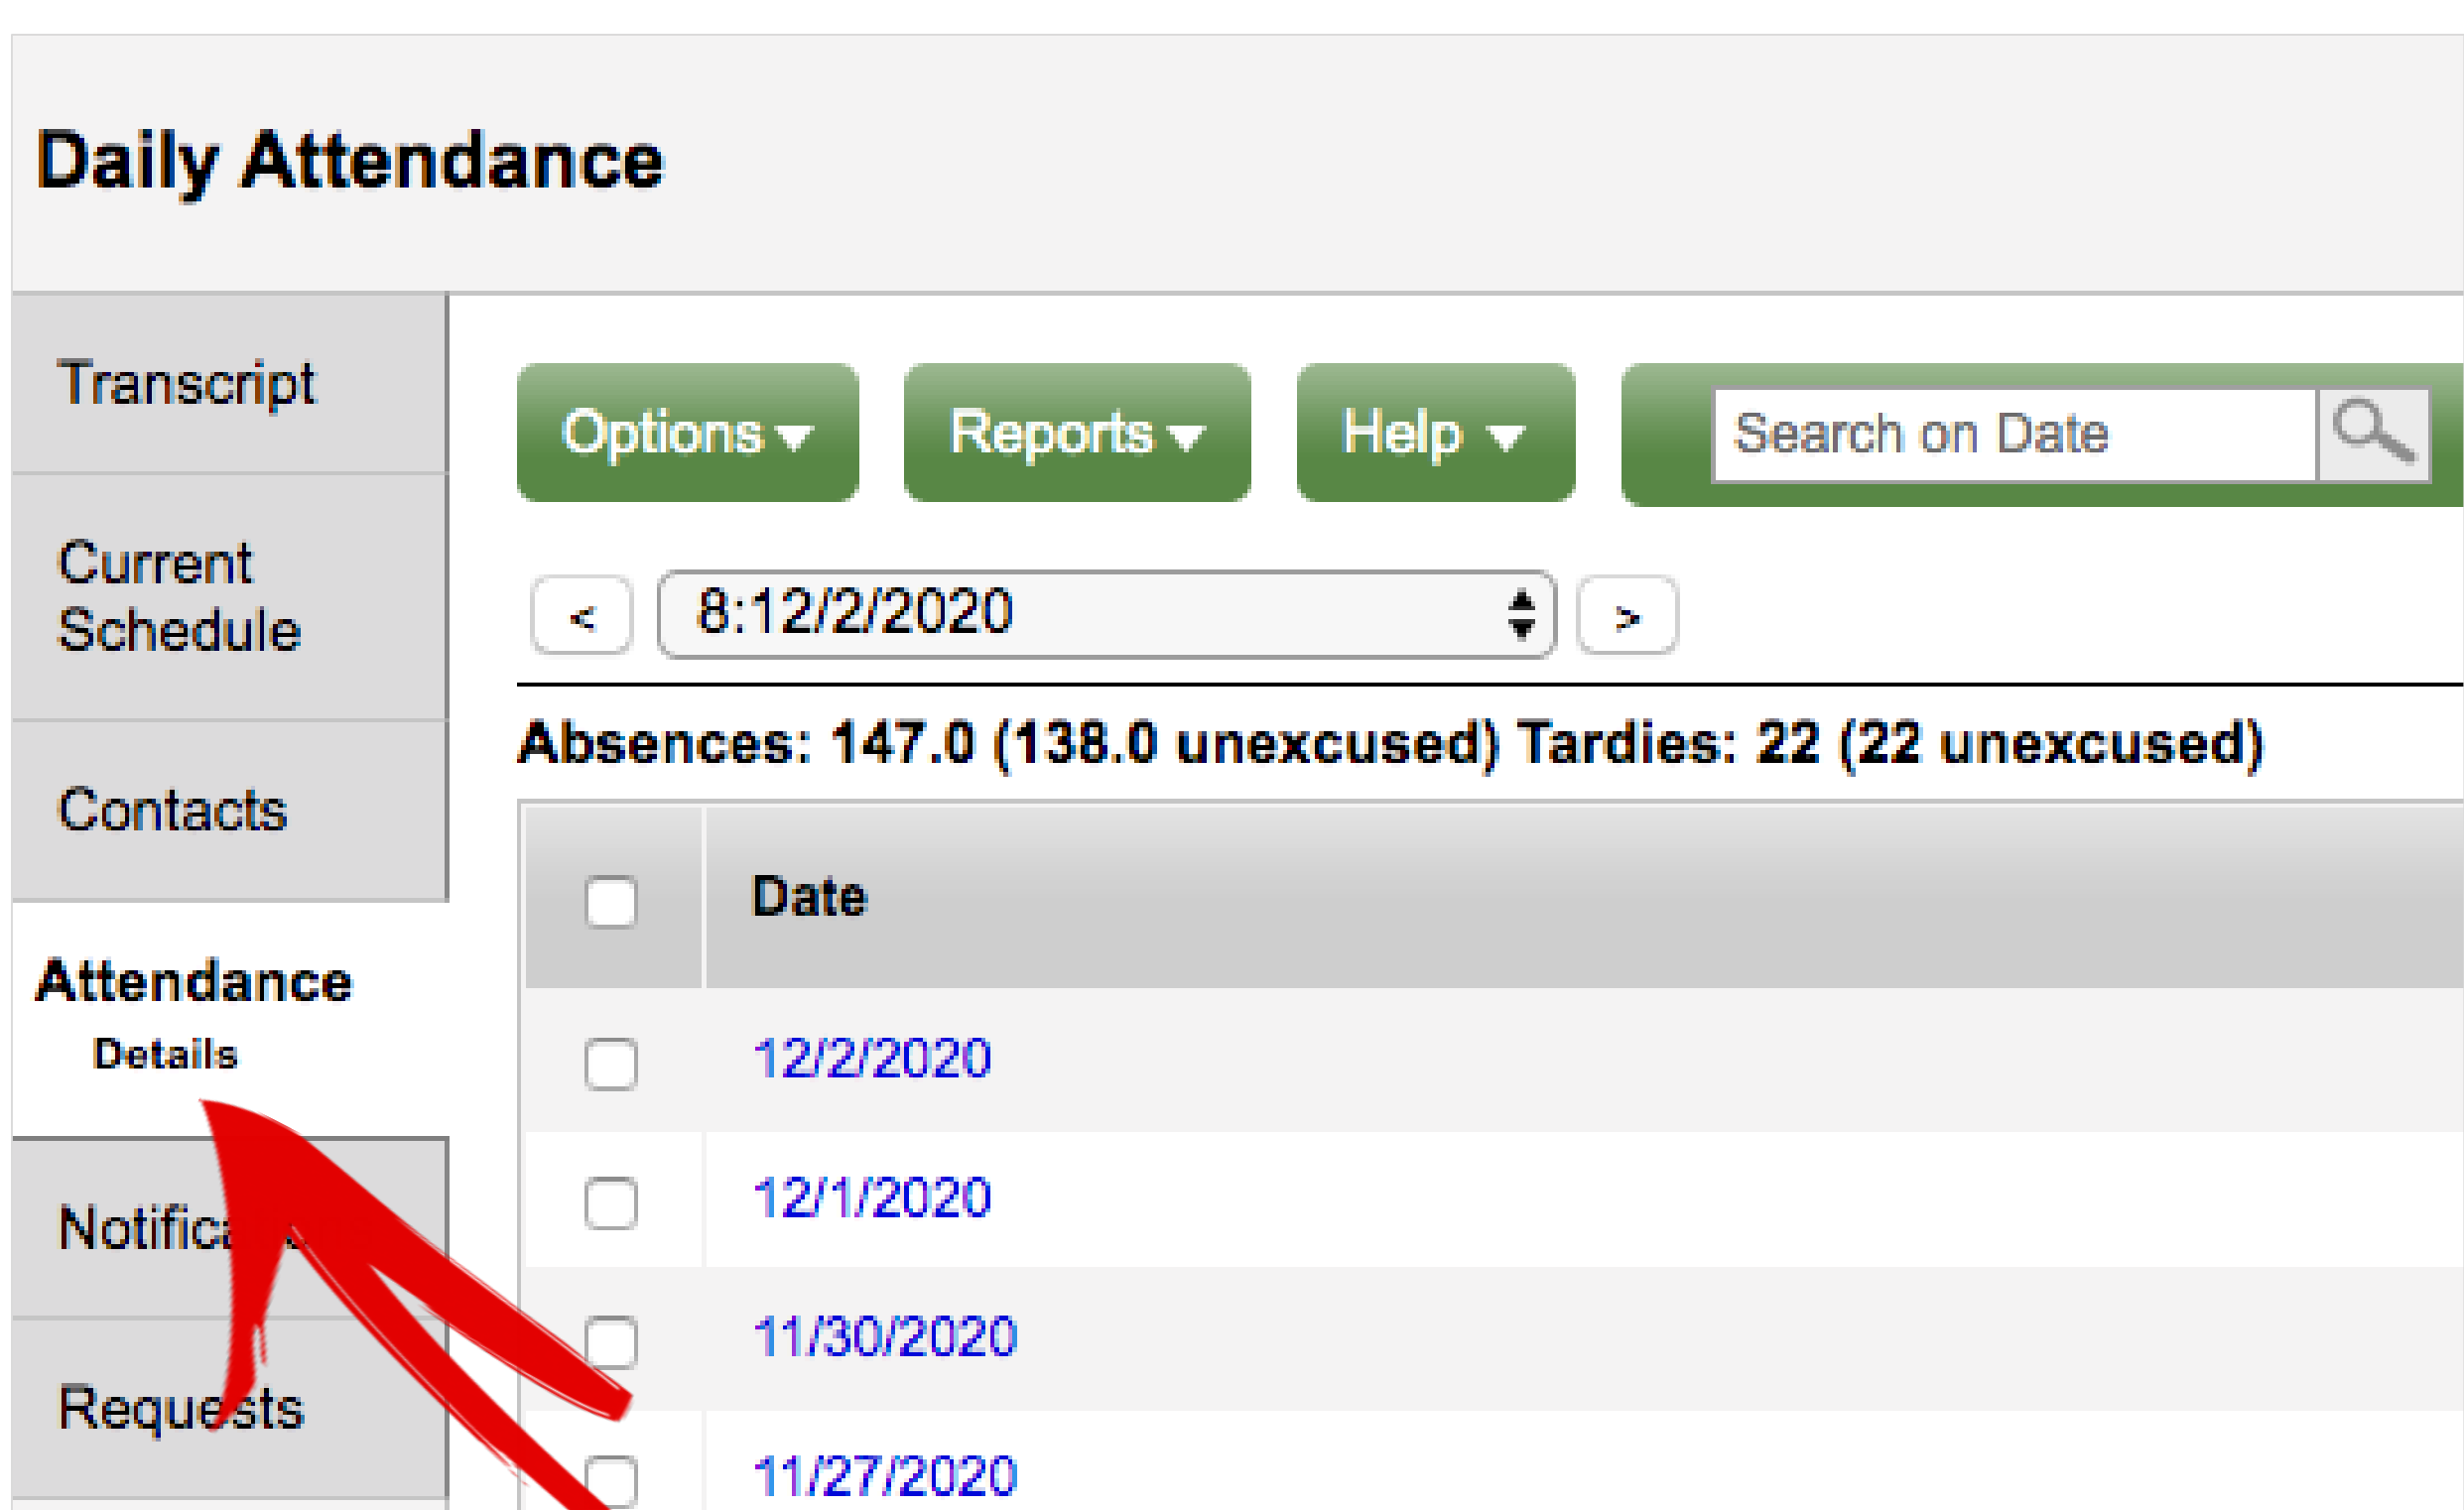 Daily Attendance
Transcript
Current
Schedule
Contacts
Attendance
Details
Requests
Options
Reports
Help
Search on Date
<
8:12/2/2020
>
Absences: 147.0 (138.0 unexcused) Tardies: 22 (22 unexcused)
Date
12/2/2020
12/1/2020
11/30/2020
11/27/2020